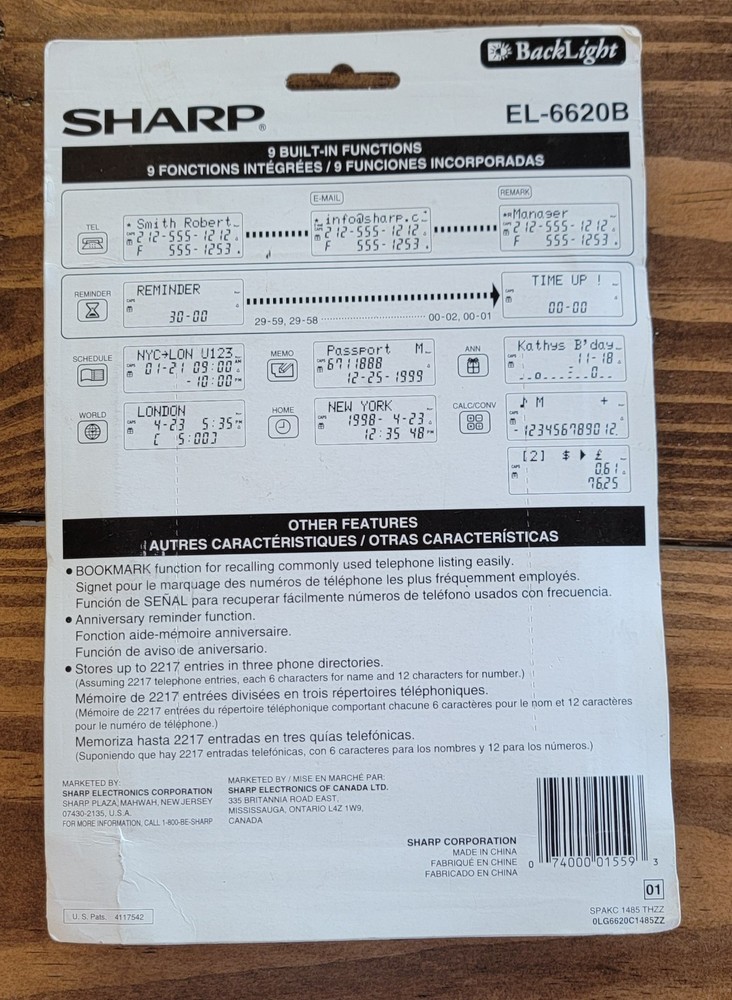 BackLight
SHARP®
EL-6620B
9 BUILT-IN FUNCTIONS
9 FONCTIONS INTÉGRÉES / 9 FUNCIONES INCORPORADAS
TEL
Smith Robert
212-555-1212
F 555-1253
E-MAIL
info@sharp.c
212-555-1212
F 555-1253
REMARK
Manager
212-555-1212
F 555-1253
REMINDER
REMINDER
30-00
29-59, 29-58 ........ 00-02, 00-01
TIME UP !
00-00
SCHEDULE
NYC→LON U123
01-21 09:00
- 10:00
MEMO
Passport M
6711888
12-25-1999
ANN
Kathys B'day
11-18
WORLD
LONDON
4-23 5:35
[ 5:00]
HOME
NEW YORK
1998- 4-23
12:35 48
CALC/CONV
♪ M +
- 123456789012.
[2] $ ▶ £
0.61
76.25
OTHER FEATURES
AUTRES CARACTÉRISTIQUES / OTRAS CARACTERÍSTICAS
• BOOKMARK function for recalling commonly used telephone listing easily.
Signet pour le marquage des numéros de téléphone les plus fréquemment employés.
Función de SEÑAL para recuperar fácilmente números de teléfono usados con frecuencia.
• Anniversary reminder function.
Fonction aide-mémoire anniversaire.
Función de aviso de aniversario.
• Stores up to 2217 entries in three phone directories.
(Assuming 2217 telephone entries, each 6 characters for name and 12 characters for number.)
Mémoire de 2217 entrées divisées en trois répertoires téléphoniques.
(Mémoire de 2217 entrées du répertoire téléphonique comportant chacune 6 caractères pour le nom et 12 caractères
pour le numéro de téléphone.)
Memoriza hasta 2217 entradas en tres quías telefónicas.
(Suponiendo que hay 2217 entradas telefónicas, con 6 caracteres para los nombres y 12 para los números.)
MARKETED BY:
SHARP ELECTRONICS CORPORATION
SHARP PLAZA, MAHWAH, NEW JERSEY
07430-2135, U.S.A.
FOR MORE INFORMATION, CALL 1-800-BE-SHARP
MARKETED BY / MISE EN MARCHÉ PAR:
SHARP ELECTRONICS OF CANADA LTD.
335 BRITANNIA ROAD EAST,
MISSISSAUGA, ONTARIO L4Z 1W9,
CANADA
SHARP CORPORATION
MADE IN CHINA
FABRIQUÉ EN CHINE
FABRICADO EN CHINA
0 74000 01559 3
01
U. S. Pats. 4117542
SPAKC 1485 THZZ
0LG6620C1485ZZ